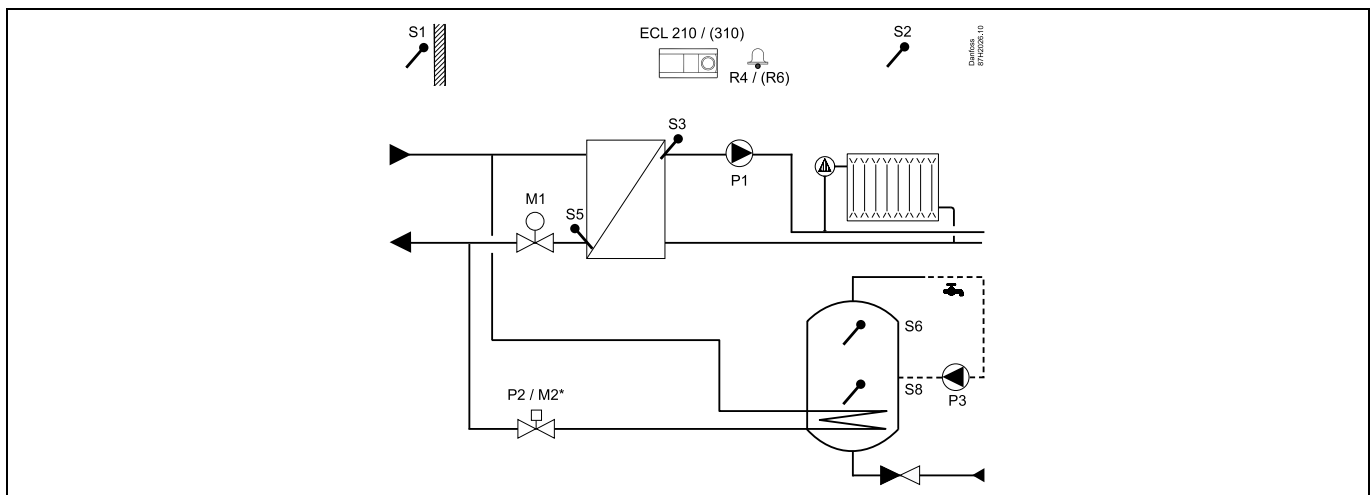 S1
ECL 210 / (310)
S2
Danfoss
87H2026.10
R4 / (R6)
S3
P1
M1
S5
S6
S8
P2 / M2*
P3